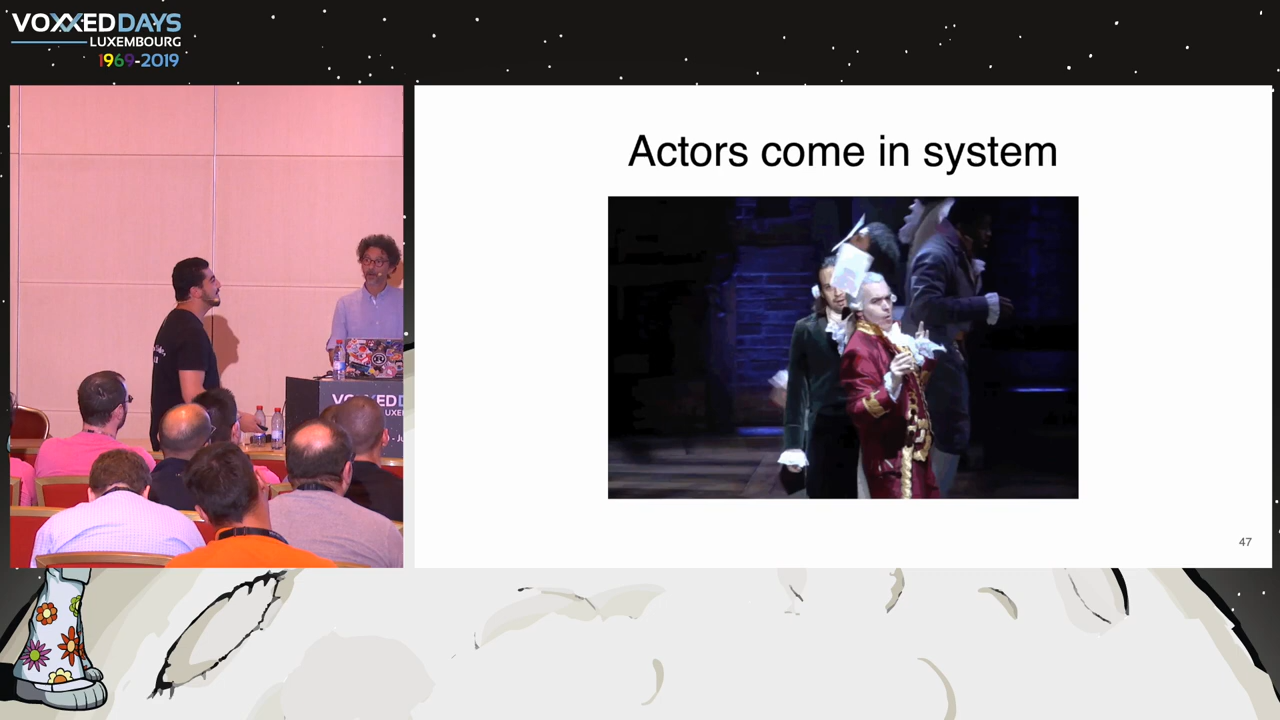 VOXXEDDAYS
LUXEMBOURG
1969-2019
Actors come in system
47